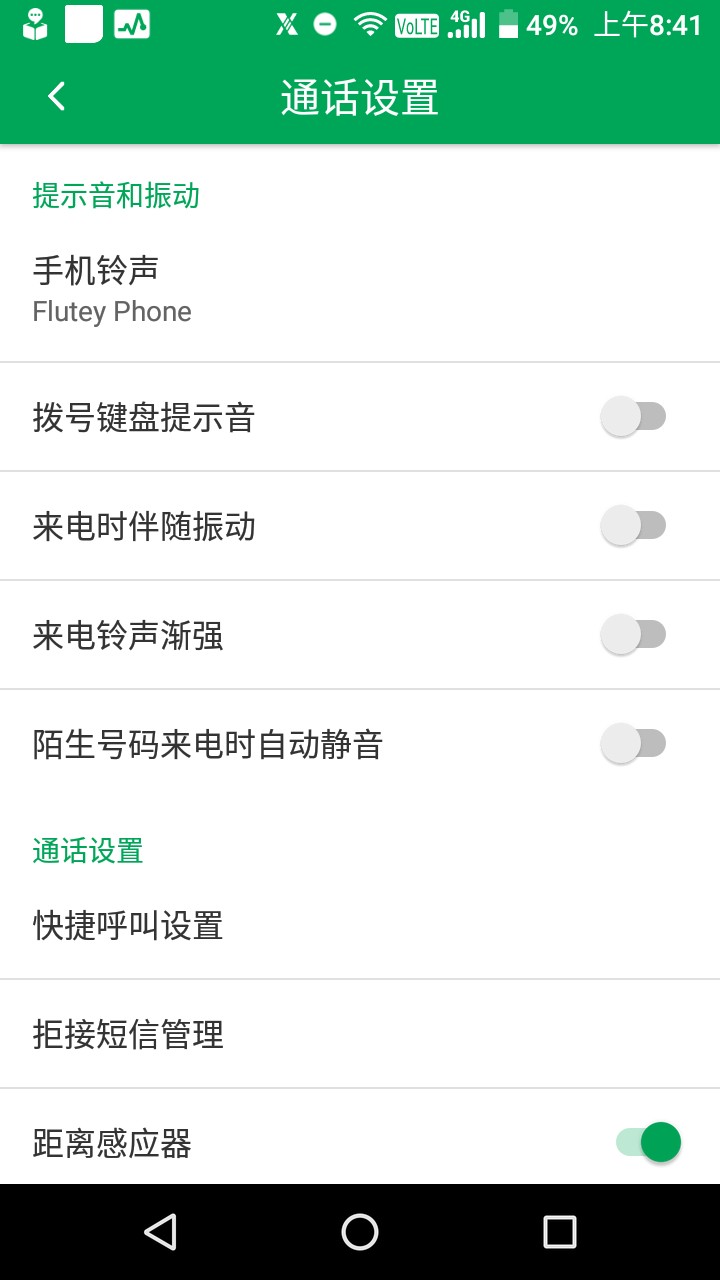 VoLTE 4G 49% 上午8:41
通话设置
提示音和振动
手机铃声
Flutey Phone
拨号键盘提示音
来电时伴随振动
来电铃声渐强
陌生号码来电时自动静音
通话设置
快捷呼叫设置
拒接短信管理
距离感应器